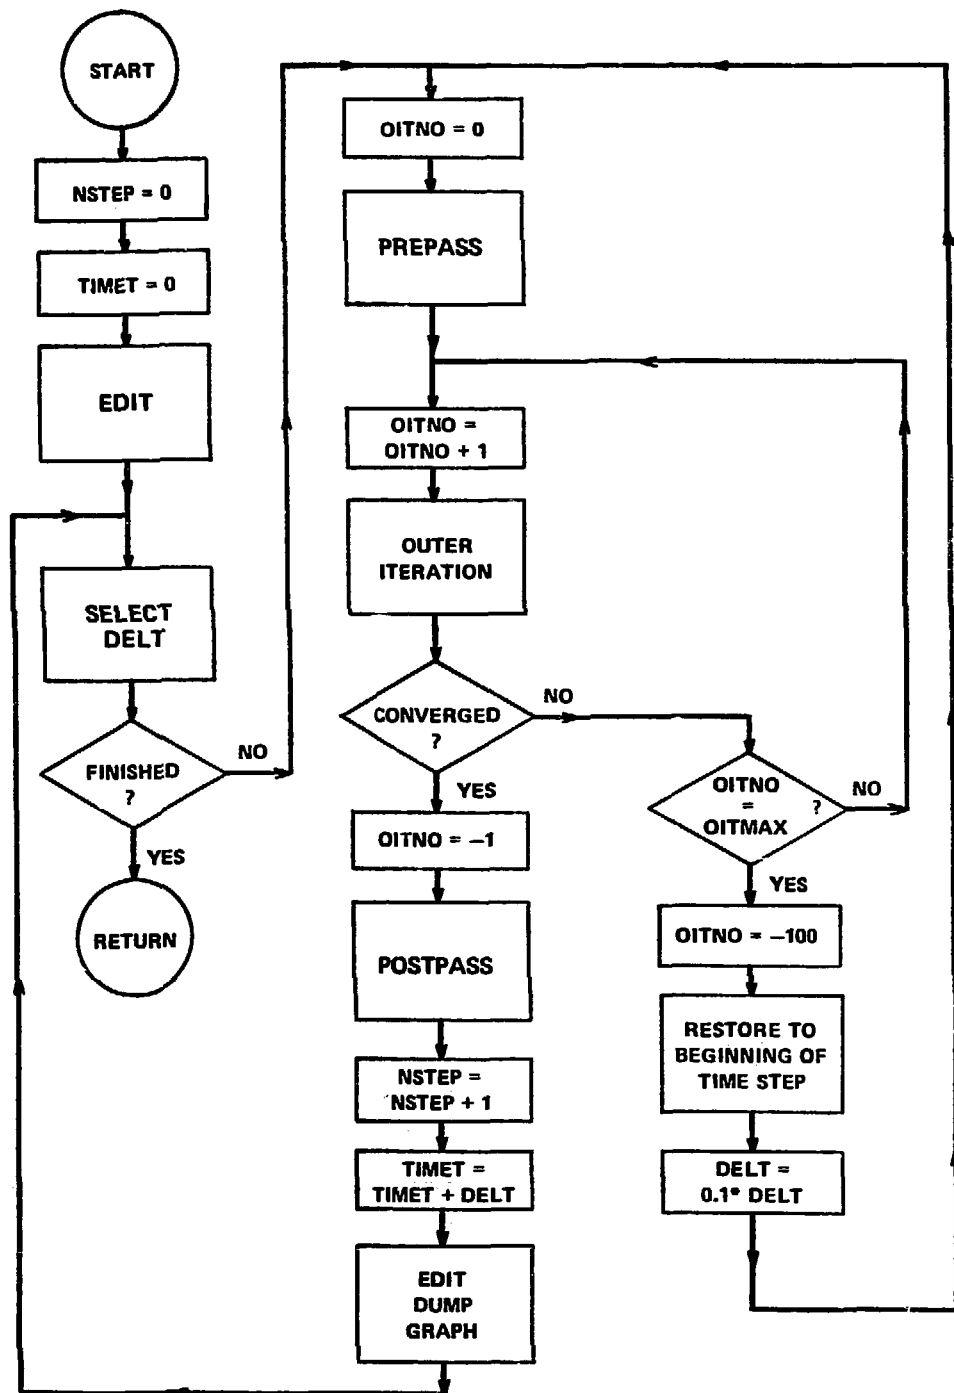 START
NSTEP = 0
TIMET = 0
EDIT
SELECT
DELT
FINISHED
?
NO
YES
RETURN
OITNO = 0
PREPASS
OITNO =
OITNO + 1
OUTER
ITERATION
CONVERGED
?
NO
YES
OITNO = –1
POSTPASS
NSTEP =
NSTEP + 1
TIMET =
TIMET + DELT
EDIT
DUMP
GRAPH
OITNO
= ?
OITMAX
NO
YES
OITNO = –100
RESTORE TO
BEGINNING OF
TIME STEP
DELT =
0.1* DELT